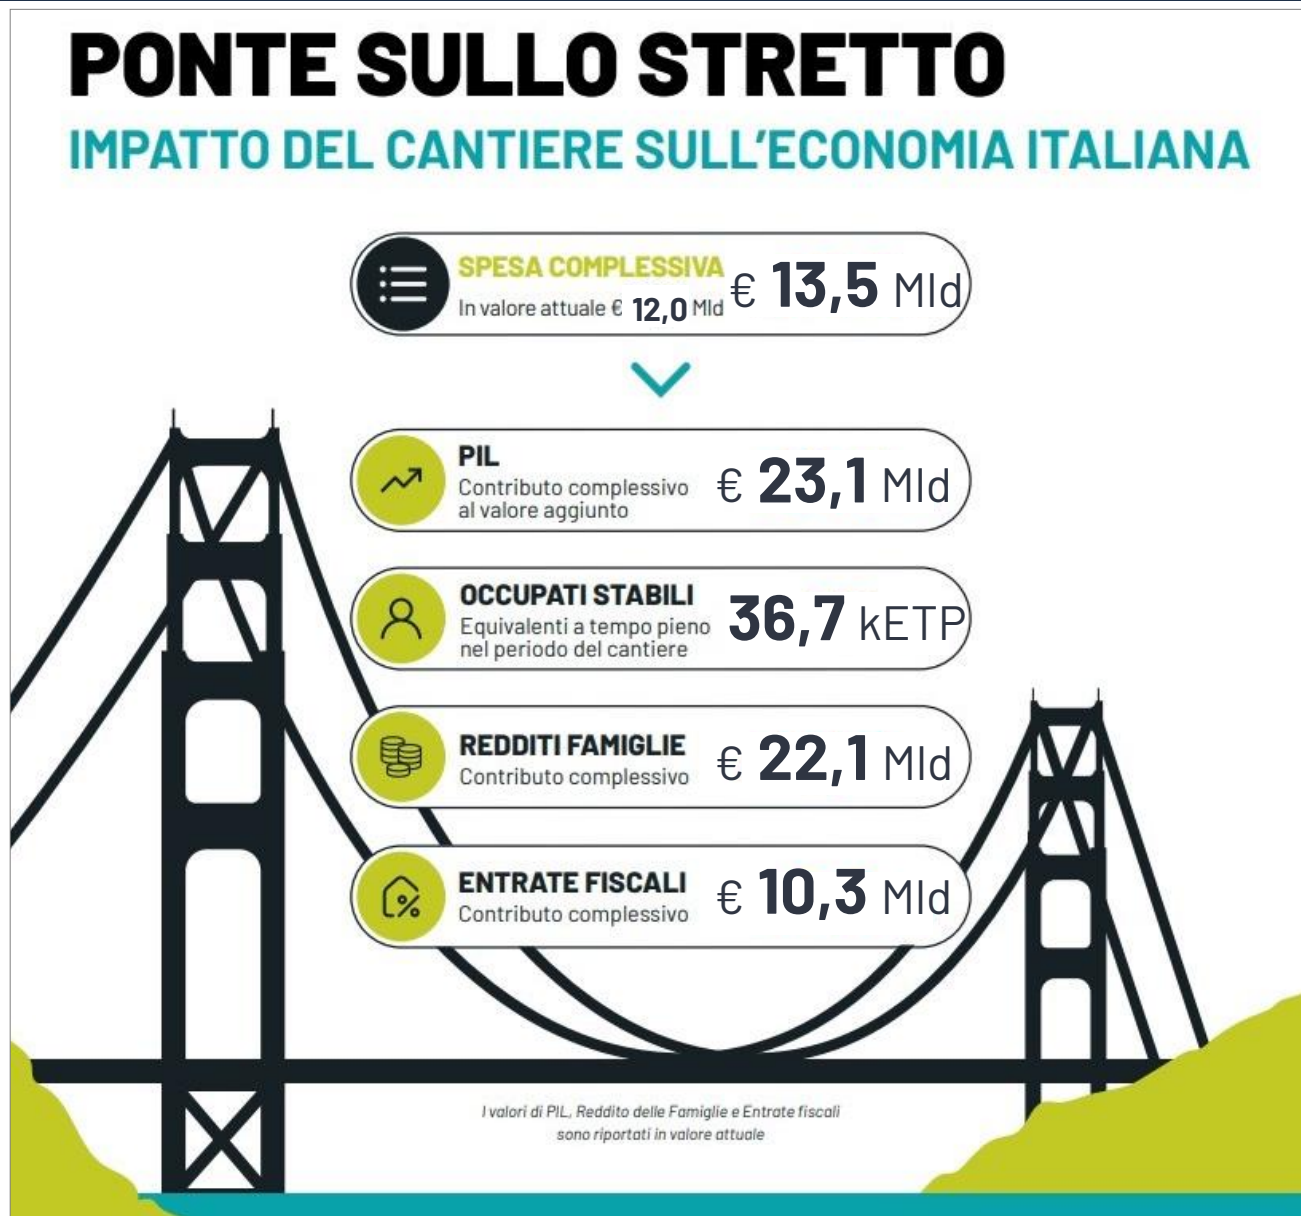 PONTE SULLO STRETTO
IMPATTO DEL CANTIERE SULL'ECONOMIA ITALIANA
SPESA COMPLESSIVA
In valore attuale € 12,0 Mld
€ 13,5 Mld
PIL
Contributo complessivo
al valore aggiunto
€ 23,1 Mld
OCCUPATI STABILI
Equivalenti a tempo pieno
nel periodo del cantiere
36,7 kETP
REDDITI FAMIGLIE
Contributo complessivo
€ 22,1 Mld
ENTRATE FISCALI
Contributo complessivo
€ 10,3 Mld
I valori di PIL, Reddito delle Famiglie e Entrate fiscali
sono riportati in valore attuale